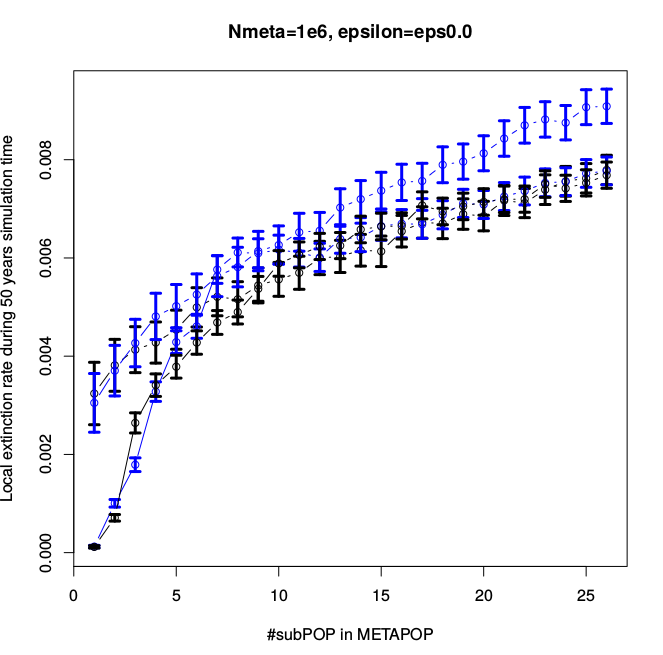 Nmeta=1e6, epsilon=eps0.0
Local extinction rate during 50 years simulation time
0.008
0.006
0.004
0.002
0.000
0 5 10 15 20 25
#subPOP in METAPOP